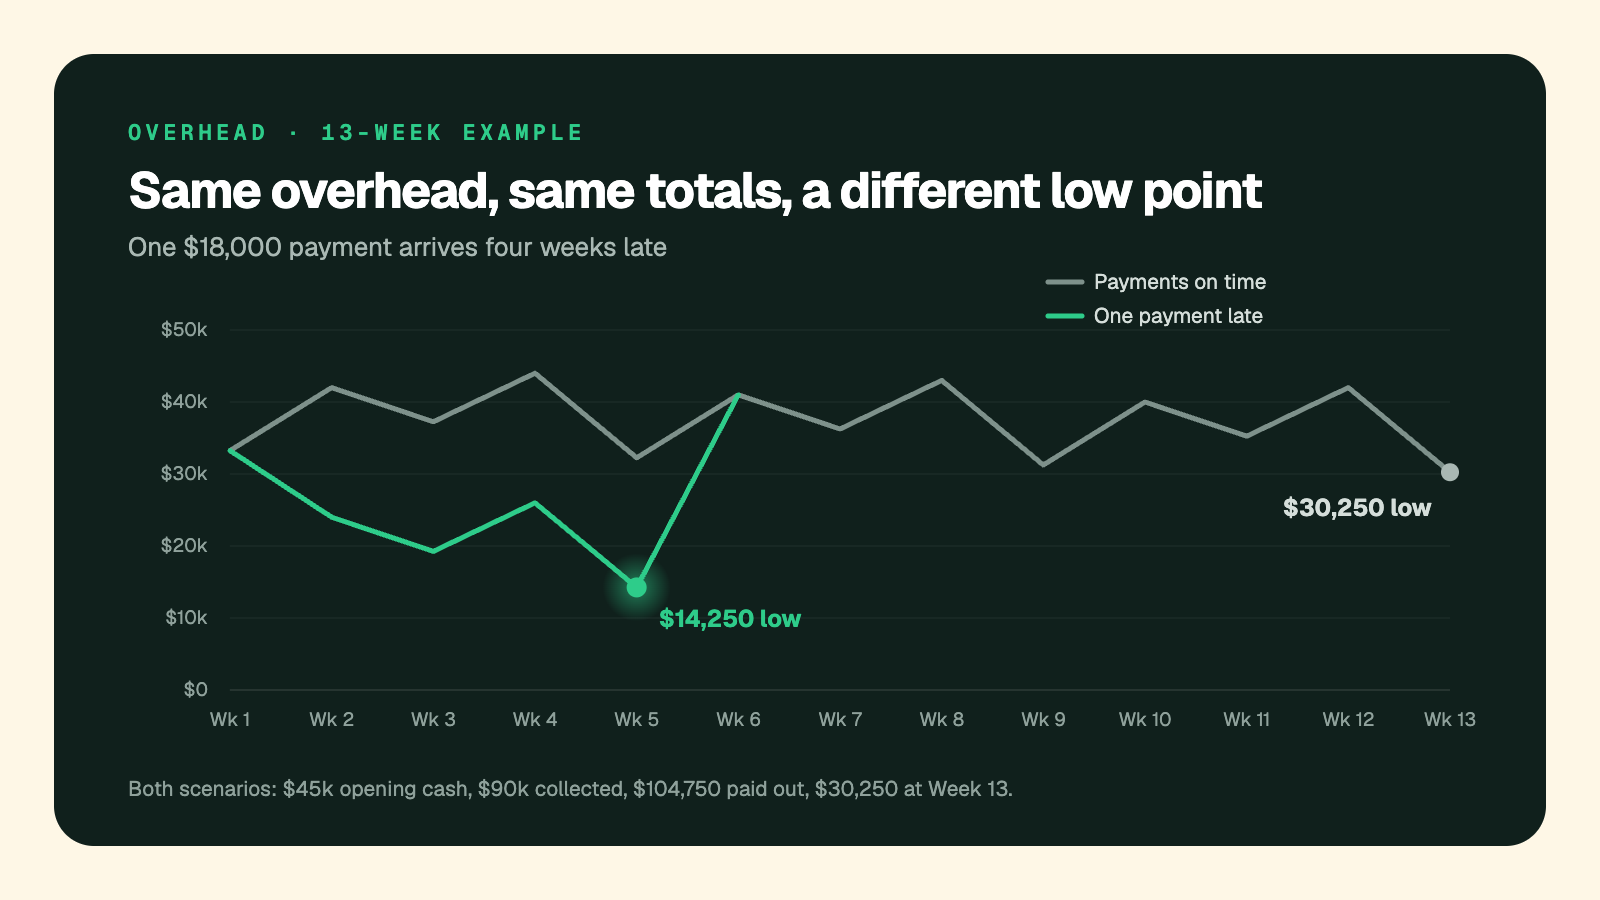 OVERHEAD · 13-WEEK EXAMPLE
Same overhead, same totals, a different low point
One $18,000 payment arrives four weeks late
Payments on time
One payment late
$50k
$40k
$30k
$20k
$10k
$0
$30,250 low
$14,250 low
Wk 1 Wk 2 Wk 3 Wk 4 Wk 5 Wk 6 Wk 7 Wk 8 Wk 9 Wk 10 Wk 11 Wk 12 Wk 13
Both scenarios: $45k opening cash, $90k collected, $104,750 paid out, $30,250 at Week 13.